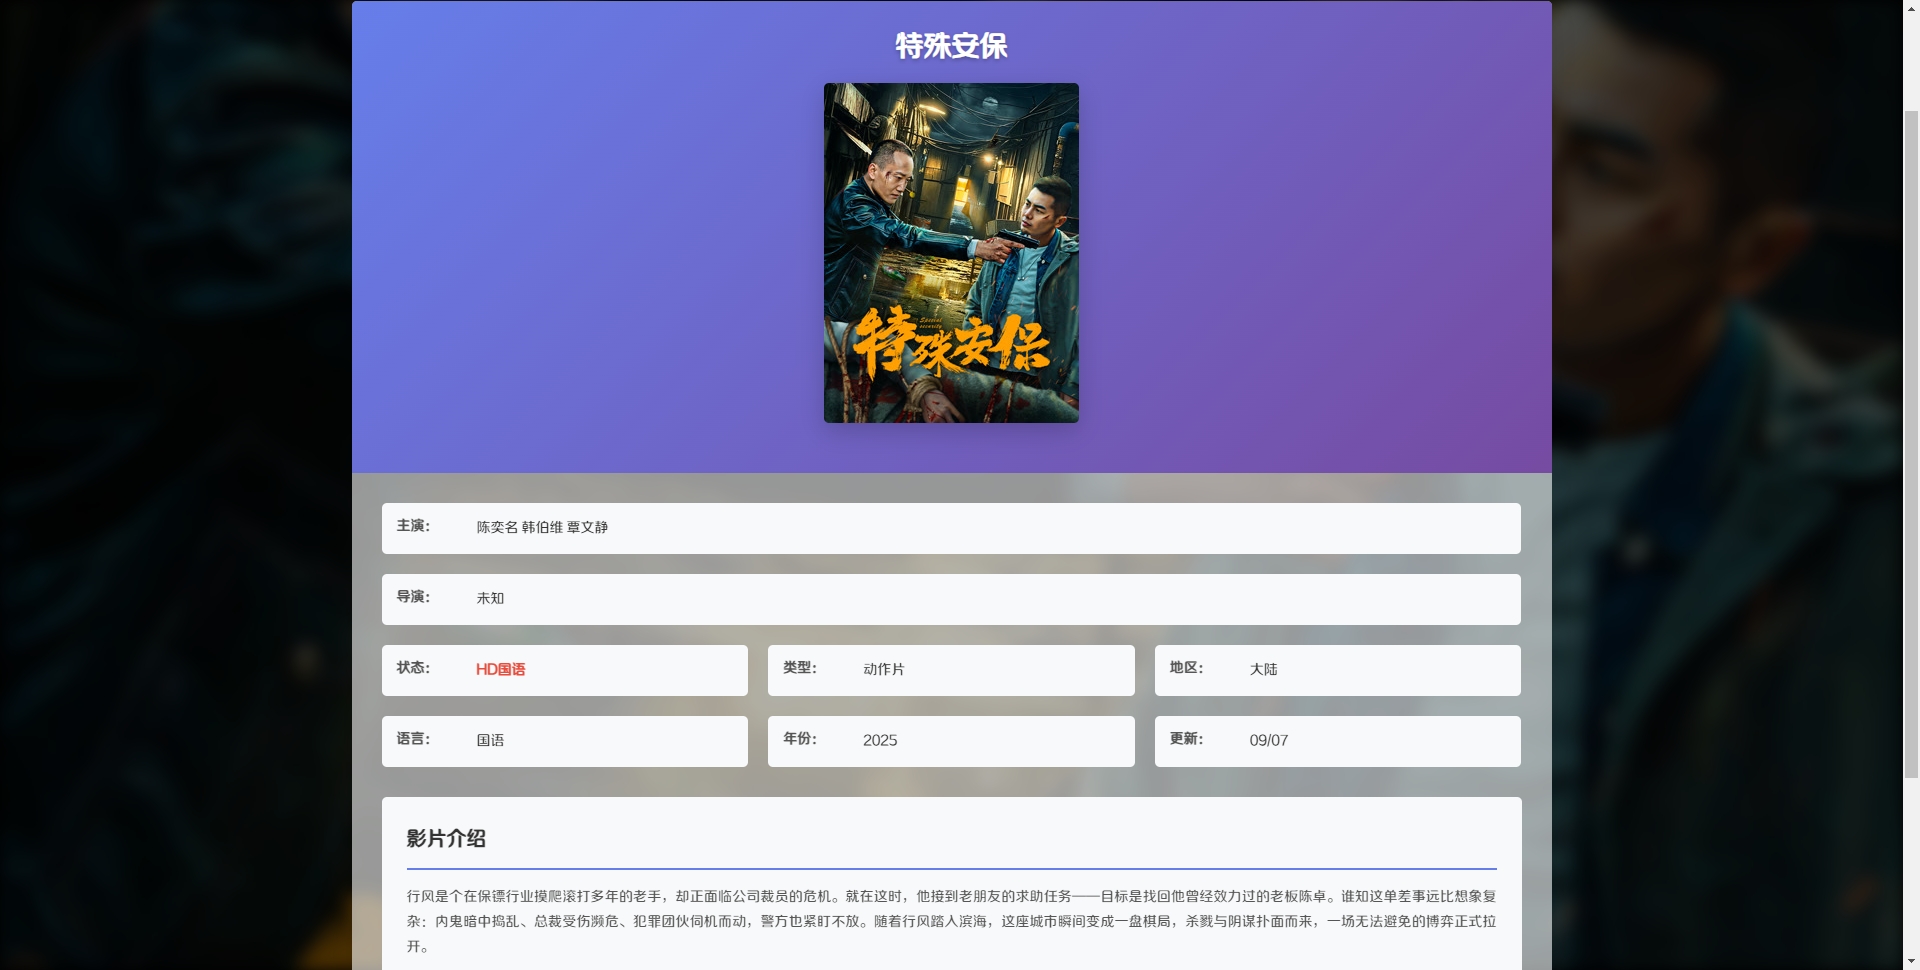 特殊安保
Special
security
特殊安保
主演：
陈奕名 韩伯维 覃文静
导演：
未知
状态：
HD国语
类型：
动作片
地区：
大陆
语言：
国语
年份：
2025
更新：
09/07
影片介绍
行风是个在保镖行业摸爬滚打多年的老手，却正面临公司裁员的危机。就在这时，他接到老朋友的求助任务——目标是找回他曾经效力过的老板陈卓。谁知这单差事远比想象复
杂：内鬼暗中捣乱、总裁受伤濒危、犯罪团伙伺机而动，警方也紧盯不放。随着行风踏入滨海，这座城市瞬间变成一盘棋局，杀戮与阴谋扑面而来，一场无法避免的博弈正式拉
开。